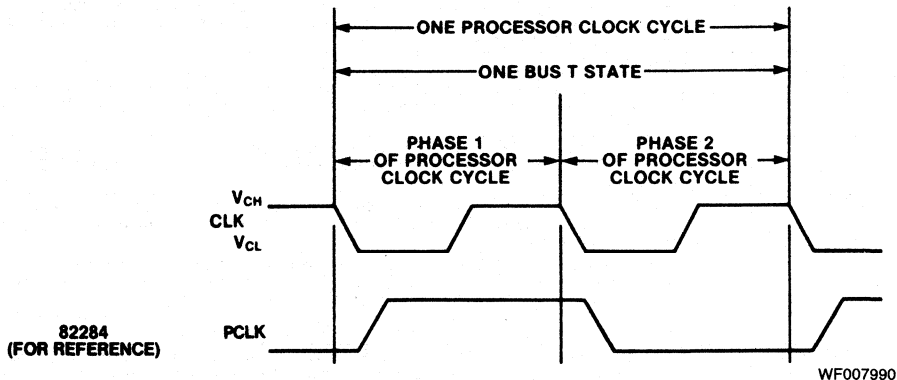 ONE PROCESSOR CLOCK CYCLE
ONE BUS T STATE
PHASE 1
OF PROCESSOR
CLOCK CYCLE
PHASE 2
OF PROCESSOR
CLOCK CYCLE
VCH
CLK
VCL
82284
(FOR REFERENCE)
PCLK
WF007990